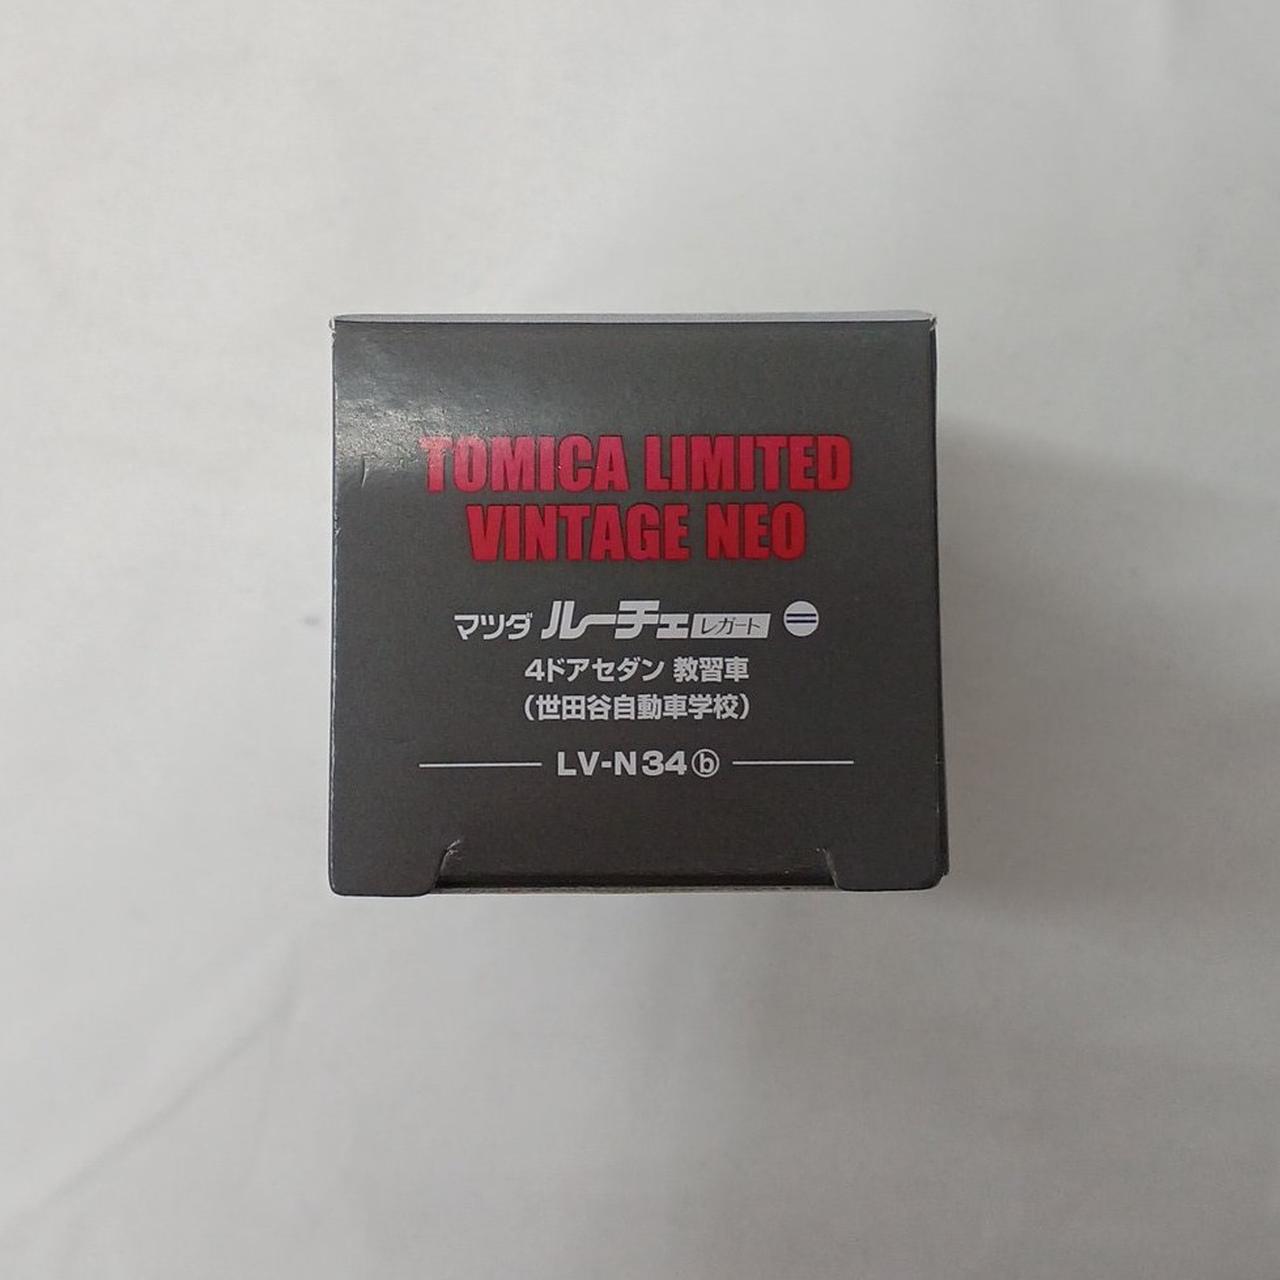 TOMICA LIMITED
VINTAGE NEO
マツダ ルーチェ レガート
4ドアセダン 教習車
(世田谷自動車学校)
LV-N34ⓑ